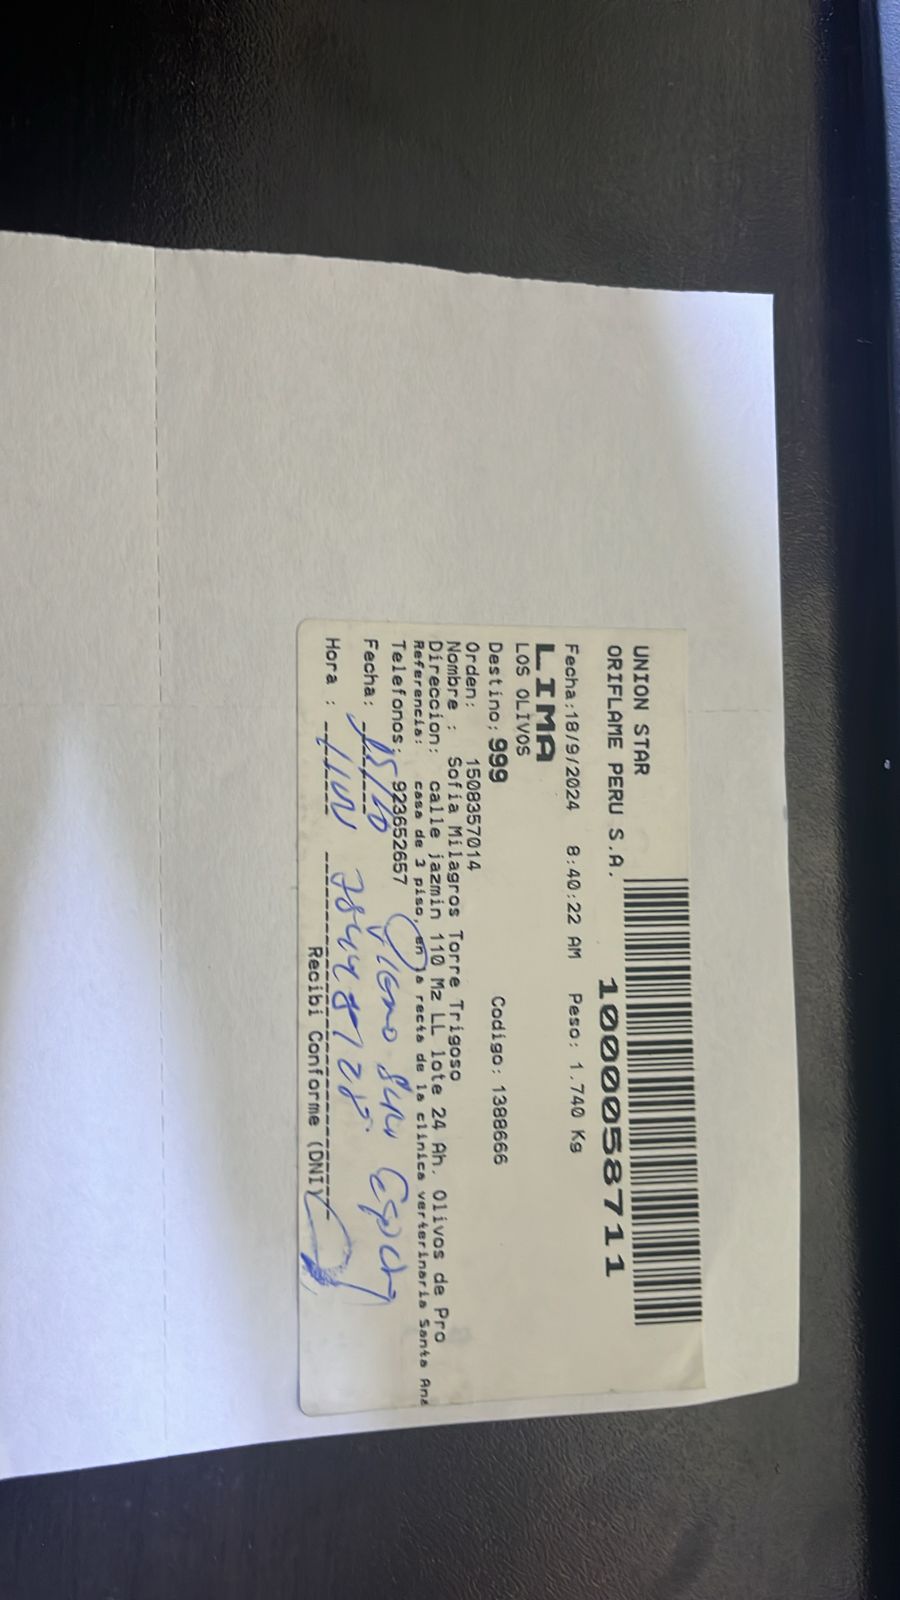 UNION STAR
ORIFLAME PERU S.A. 1000058711
Fecha:18/9/2024 8:40:22 AM Peso: 1.740 Kg
LIMA
LOS OLIVOS
Destino: 999 Codigo: 1388666
Orden: 1508357014
Nombre : Sofia Milagros Torre Trigoso
Direccion: calle jazmin 110 Mz LL lote 24 Ah. Olivos de Pro
Referencia: casa de 3 piso, en la recta de la clinica verterinaria Santa Ana
Telefonos: 923652657
Fecha:
Hora :
Recibi Conforme (DNI)